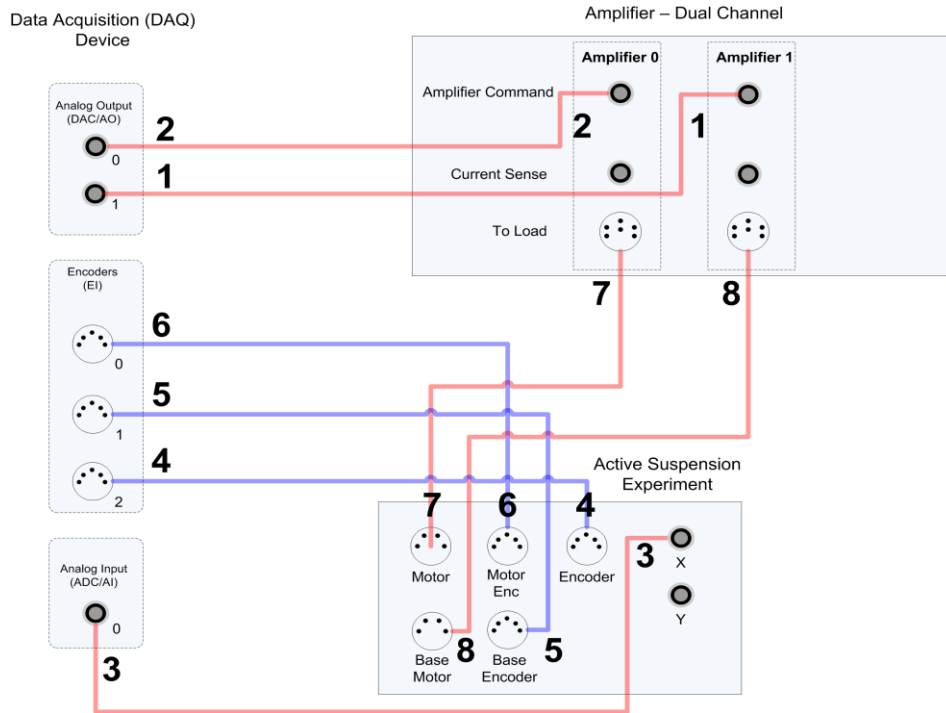 Data Acquisition (DAQ)
Device
Amplifier – Dual Channel
Analog Output
(DAC/AO)
0
1
2
1
Amplifier 0
Amplifier 1
Amplifier Command
2
1
Current Sense
To Load
7
8
Encoders
(EI)
0
1
2
6
5
4
Active Suspension
Experiment
7
6
4
3
X
Y
Motor
Motor
Enc
Encoder
8
5
Base
Motor
Base
Encoder
Analog Input
(ADC/AI)
0
3